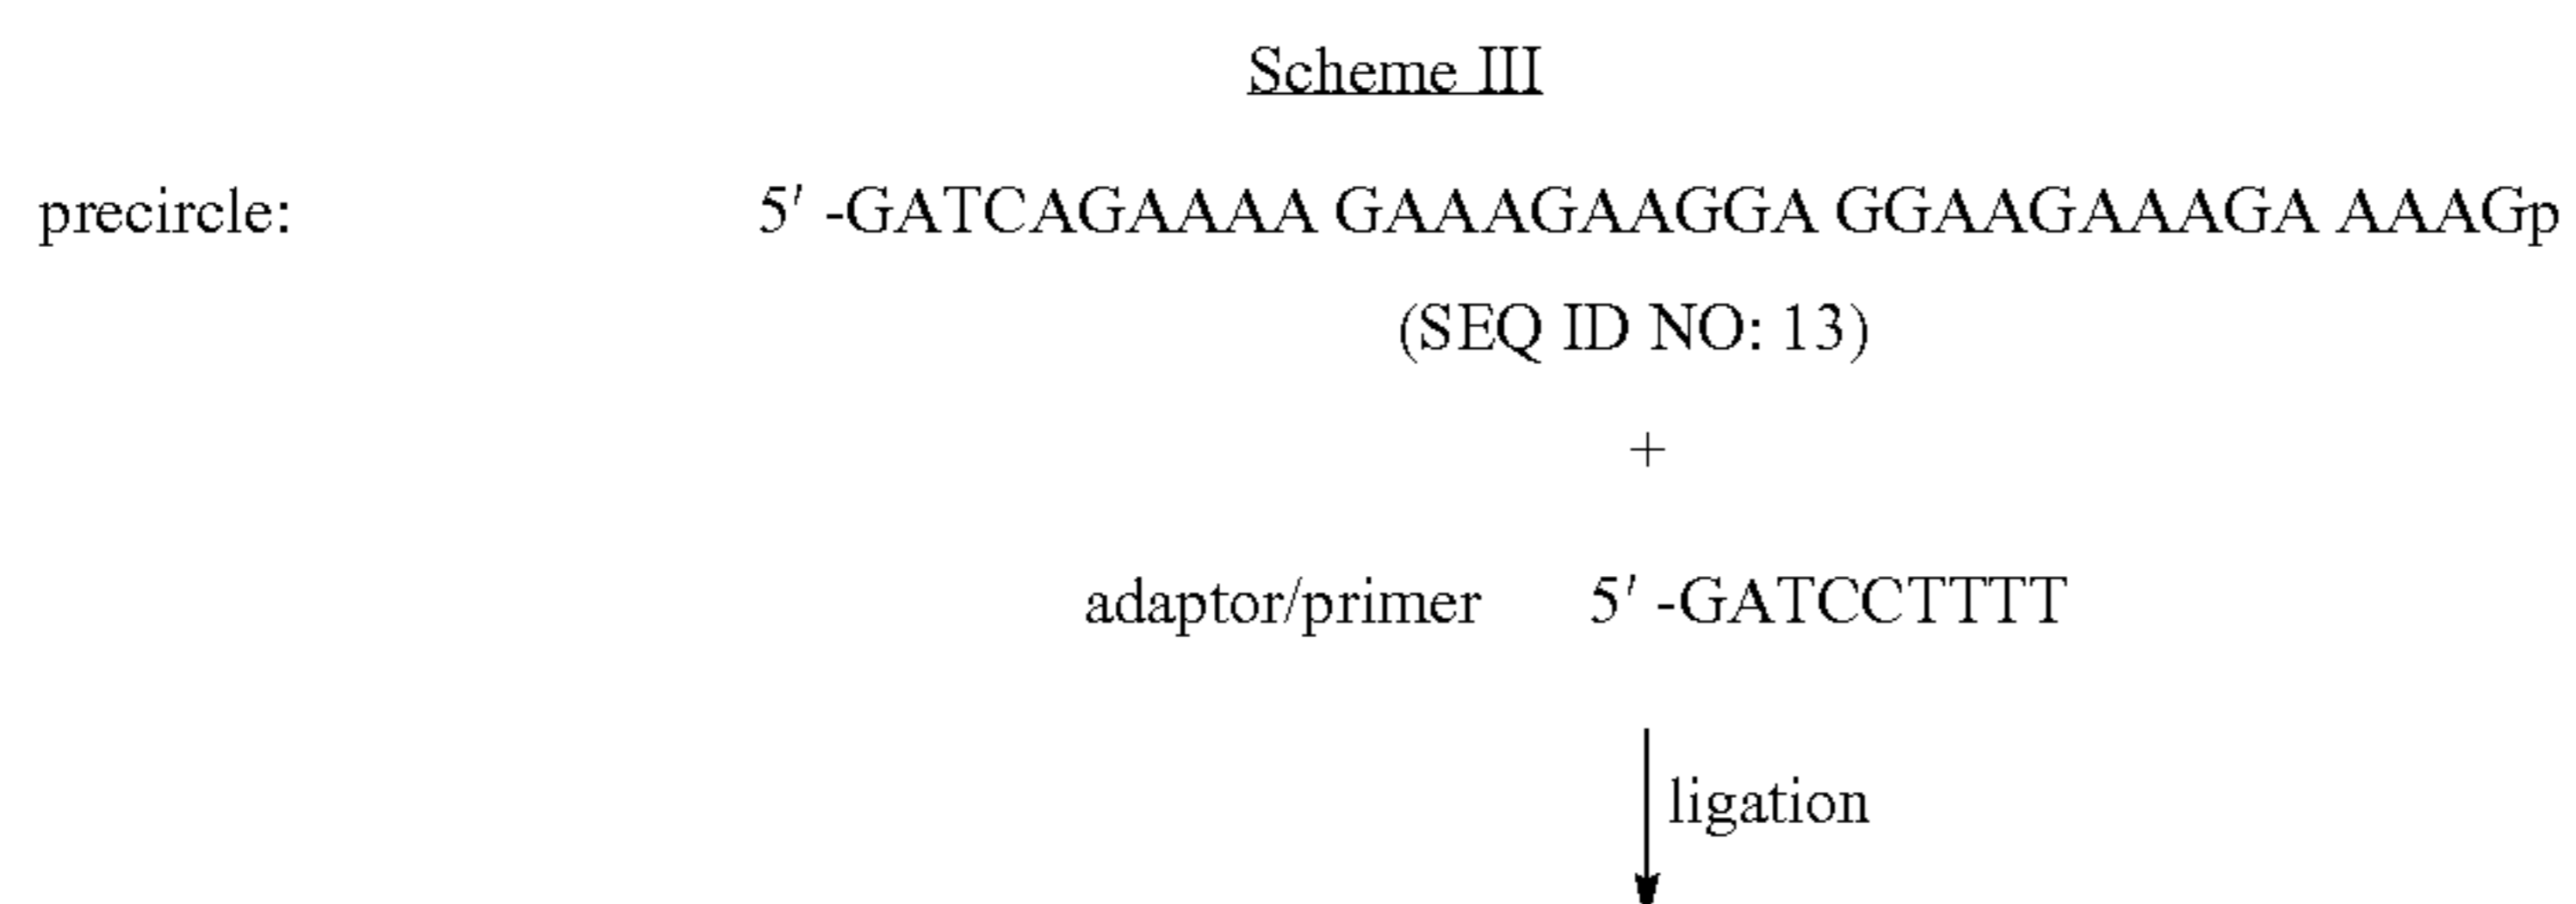 Scheme III
precircle: 5′ -GATCAGAAAA GAAAGAAGGA GGAAGAAAGA AAAGp
(SEQ ID NO: 13)
+
adaptor/primer 5′ -GATCCTTTT
ligation